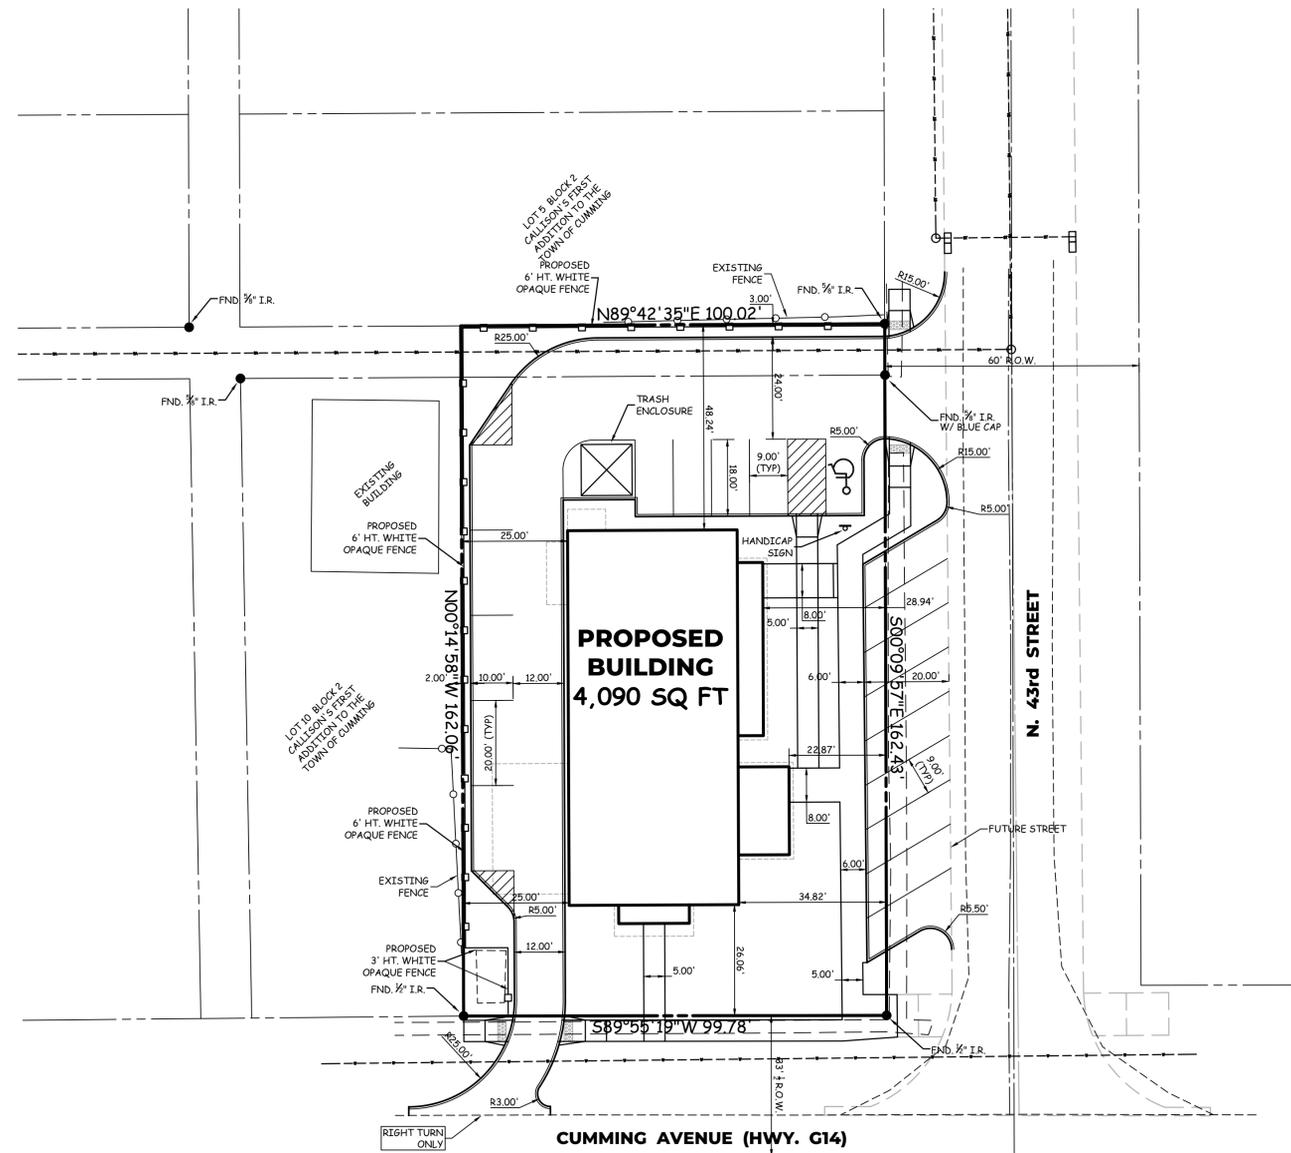 LOT 5 BLOCK 2
CALLISON'S FIRST
ADDITION TO THE
TOWN OF CUMMING
PROPOSED
6' HT. WHITE
OPAQUE FENCE
EXISTING
FENCE
3.00'
FND. ⅝" I.R.
R15.00'
FND. ⅝" I.R.
N89°42'35"E 100.02'
R25.00'
60' R.O.W.
24.00'
FND. ⅝" I.R.
TRASH
ENCLOSURE
48.24'
FND. ⅝" I.R.
W/ BLUE CAP
R5.00'
R15.00'
9.00'
(TYP)
18.00'
EXISTING
BUILDING
R5.00'
PROPOSED
6' HT. WHITE
OPAQUE FENCE
25.00'
HANDICAP
SIGN
28.94'
8.00'
5.00'
N00°14'58"W 162.06'
PROPOSED
BUILDING
4,090 SQ FT
S00°09'57"E 162.43'
N. 43rd STREET
2.00'
10.00'
12.00'
6.00'
20.00'
LOT 10 BLOCK 2
CALLISON'S FIRST
ADDITION TO THE
TOWN OF CUMMING
20.00' (TYP)
22.87'
9.00'
(TYP)
PROPOSED
6' HT. WHITE
OPAQUE FENCE
8.00'
FUTURE STREET
EXISTING
FENCE
6.00'
25.00'
R5.00'
34.82'
R5.50'
PROPOSED
3' HT. WHITE
OPAQUE FENCE
12.00'
26.06'
5.00'
5.00'
FND. ½" I.R.
S89°55'19"W 99.78'
R25.00'
FND. ½" I.R.
33' ½ R.O.W.
R3.00'
RIGHT TURN
ONLY
CUMMING AVENUE (HWY. G14)